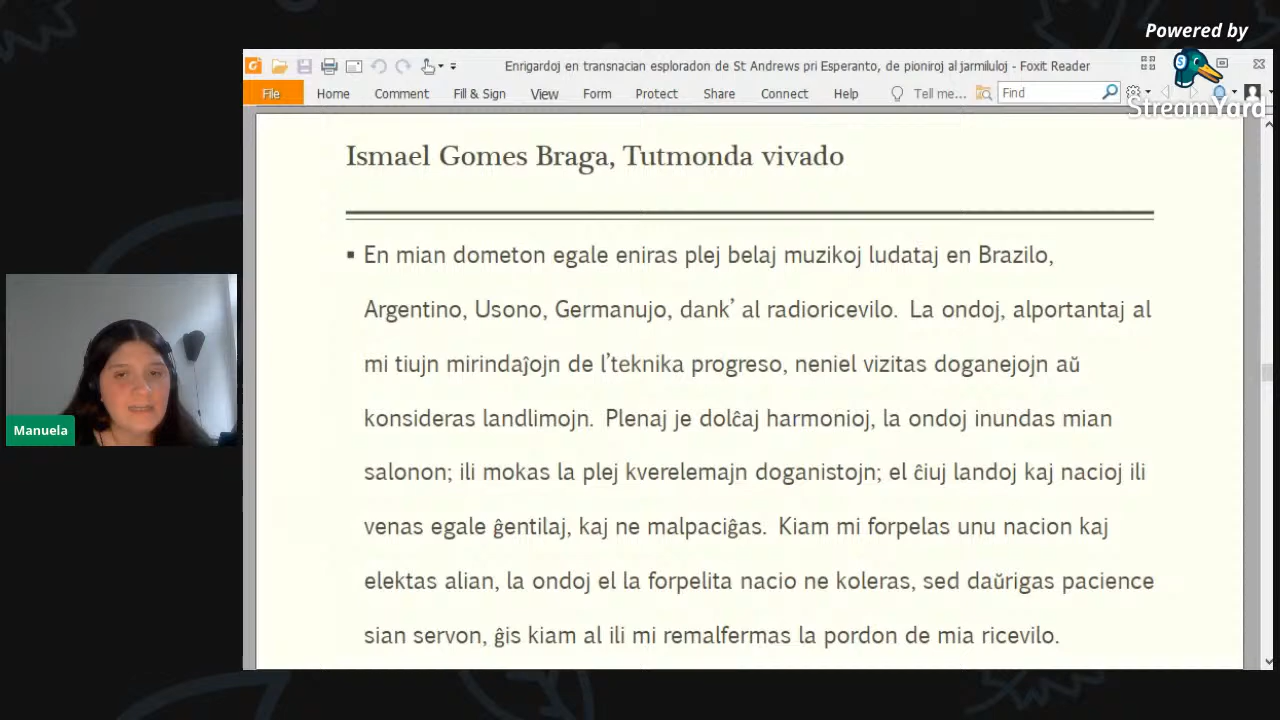 Powered by
StreamYard
Enrigardoj en transnacian esploradon de St Andrews pri Esperanto, de pioniroj al jarmiluloj - Foxit Reader
File Home Comment Fill & Sign View Form Protect Share Connect Help Tell me... Find
Ismael Gomes Braga, Tutmonda vivado
▪ En mian dometon egale eniras plej belaj muzikoj ludataj en Brazilo,
Argentino, Usono, Germanujo, dank’ al radioricevilo. La ondoj, alportantaj al
mi tiujn mirindaĵojn de l’teknika progreso, neniel vizitas doganejojn aŭ
konsideras landlimojn. Plenaj je dolĉaj harmonioj, la ondoj inundas mian
salonon; ili mokas la plej kverelemajn doganistojn; el ĉiuj landoj kaj nacioj ili
venas egale ĝentilaj, kaj ne malpaciĝas. Kiam mi forpelas unu nacion kaj
elektas alian, la ondoj el la forpelita nacio ne koleras, sed daŭrigas pacience
sian servon, ĝis kiam al ili mi remalfermas la pordon de mia ricevilo.
Manuela